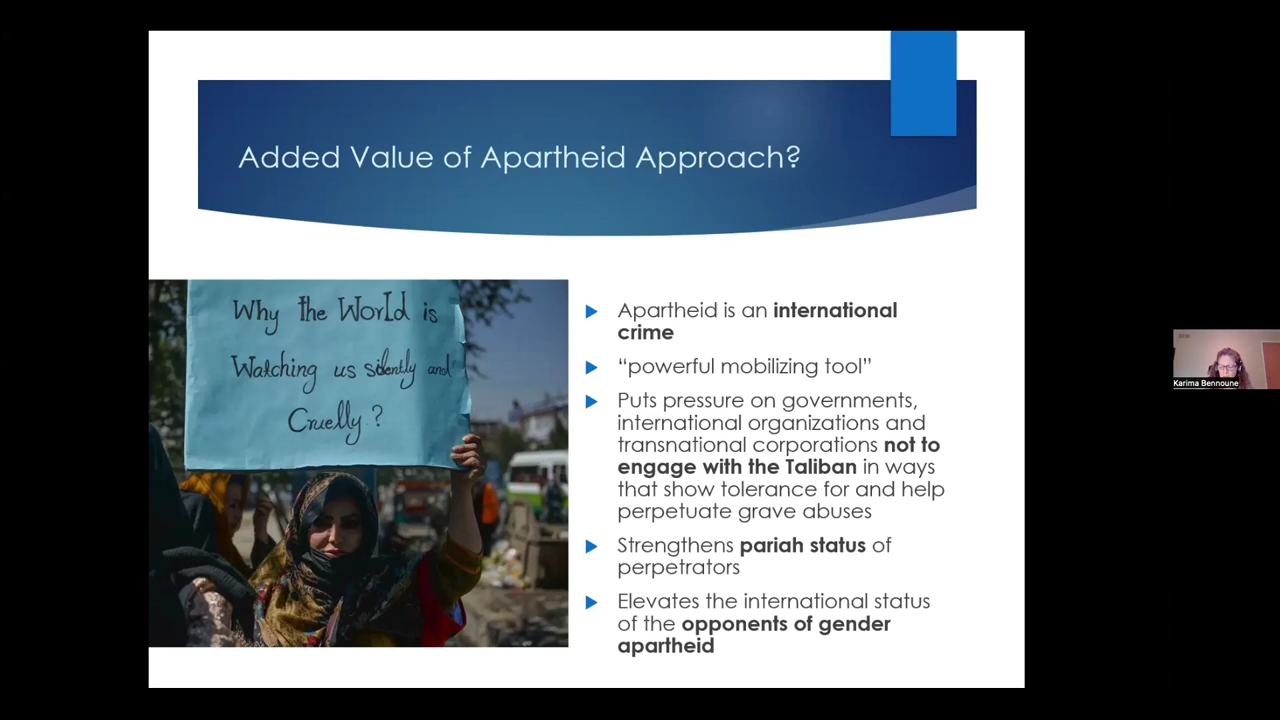 Added Value of Apartheid Approach?
Why the World is
Watching us silently and
Cruelly?
Apartheid is an international
crime
“powerful mobilizing tool”
Puts pressure on governments,
international organizations and
transnational corporations not to
engage with the Taliban in ways
that show tolerance for and help
perpetuate grave abuses
Strengthens pariah status of
perpetrators
Elevates the international status
of the opponents of gender
apartheid
Karima Bennoune